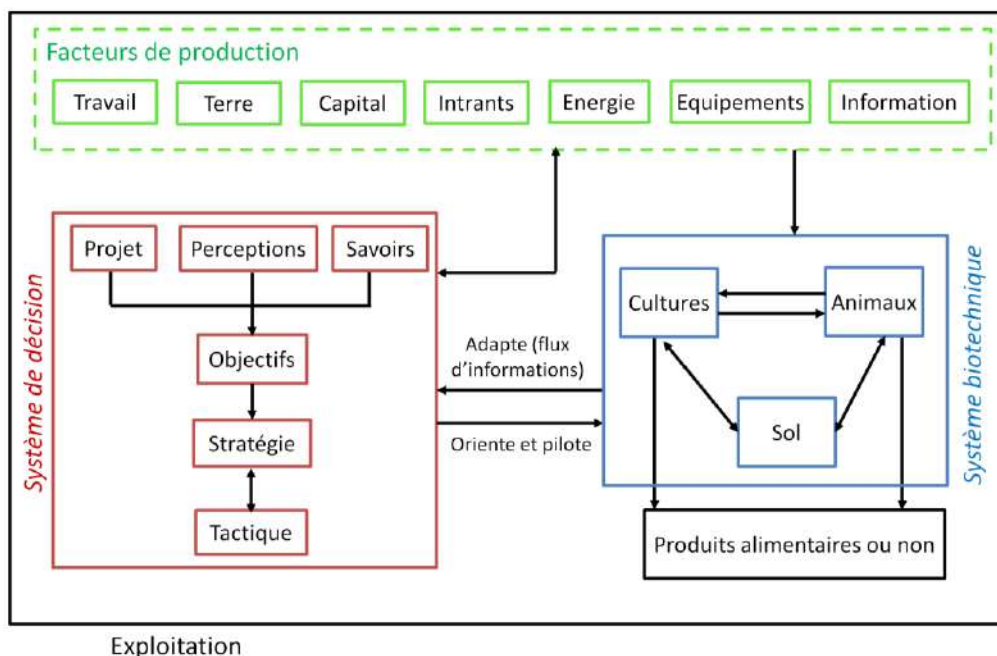 Facteurs de production
Travail
Terre
Capital
Intrants
Energie
Equipements
Information
Système de décision
Projet
Perceptions
Savoirs
Objectifs
Stratégie
Tactique
Adapte (flux
d'informations)
Oriente et pilote
Système biotechnique
Cultures
Animaux
Sol
Produits alimentaires ou non
Exploitation